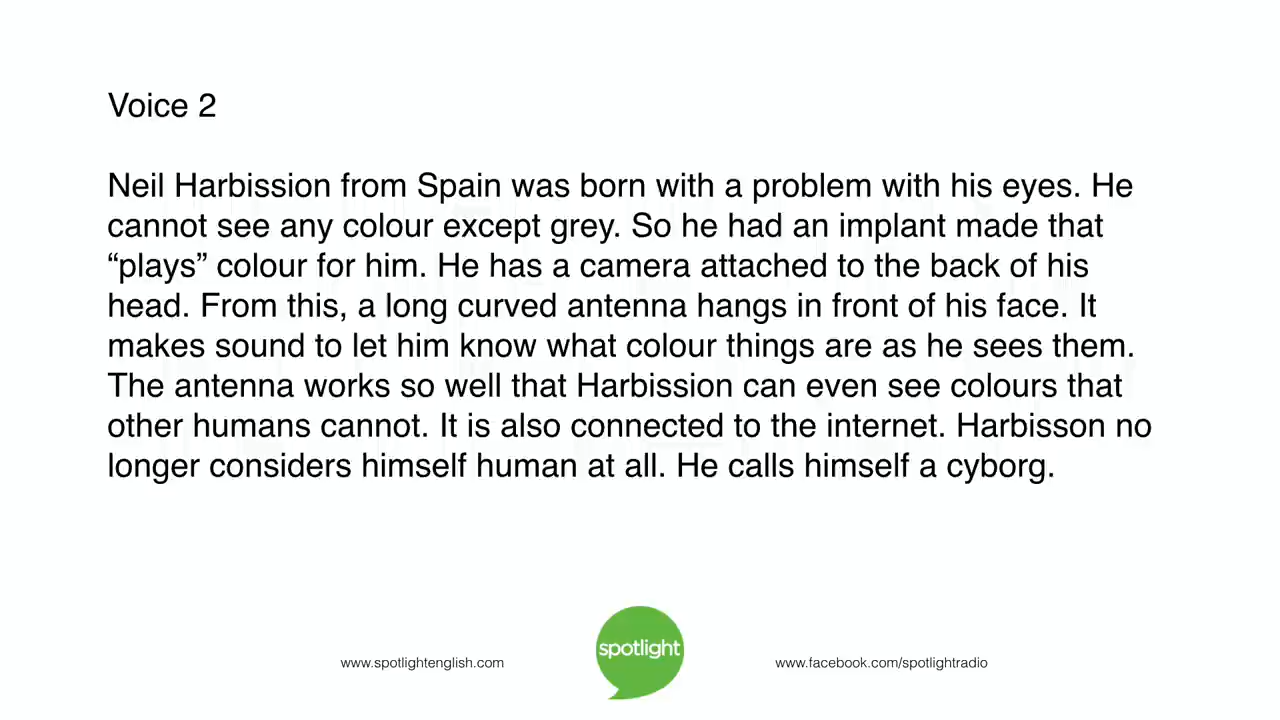 Voice 2
Neil Harbission from Spain was born with a problem with his eyes. He
cannot see any colour except grey. So he had an implant made that
“plays” colour for him. He has a camera attached to the back of his
head. From this, a long curved antenna hangs in front of his face. It
makes sound to let him know what colour things are as he sees them.
The antenna works so well that Harbission can even see colours that
other humans cannot. It is also connected to the internet. Harbisson no
longer considers himself human at all. He calls himself a cyborg.
www.spotlightenglish.com
spotlight
www.facebook.com/spotlightradio